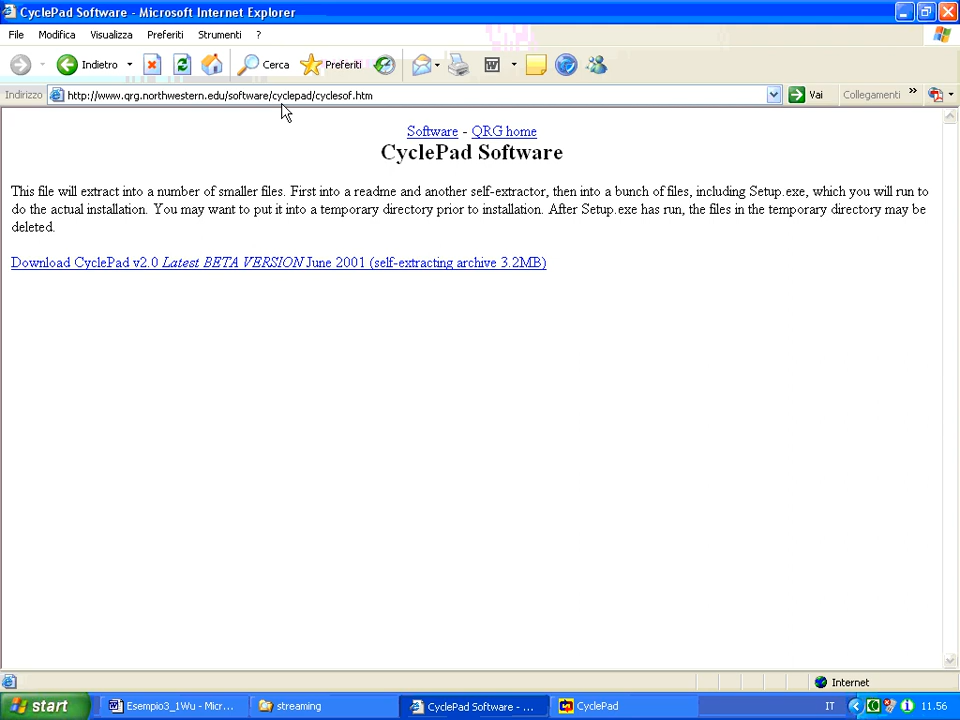 CyclePad Software - Microsoft Internet Explorer
File Modifica Visualizza Preferiti Strumenti ?
Indietro Cerca Preferiti
Indirizzo http://www.qrg.northwestern.edu/software/cyclepad/cyclesof.htm Vai Collegamenti »
Software - QRG home
CyclePad Software
This file will extract into a number of smaller files. First into a readme and another self-extractor, then into a bunch of files, including Setup.exe, which you will run to
do the actual installation. You may want to put it into a temporary directory prior to installation. After Setup.exe has run, the files in the temporary directory may be
deleted.
Download CyclePad v2.0 Latest BETA VERSION June 2001 (self-extracting archive 3.2MB)
Internet
start Esempio3_1Wu - Micr... streaming CyclePad Software - ... CyclePad IT 11.56